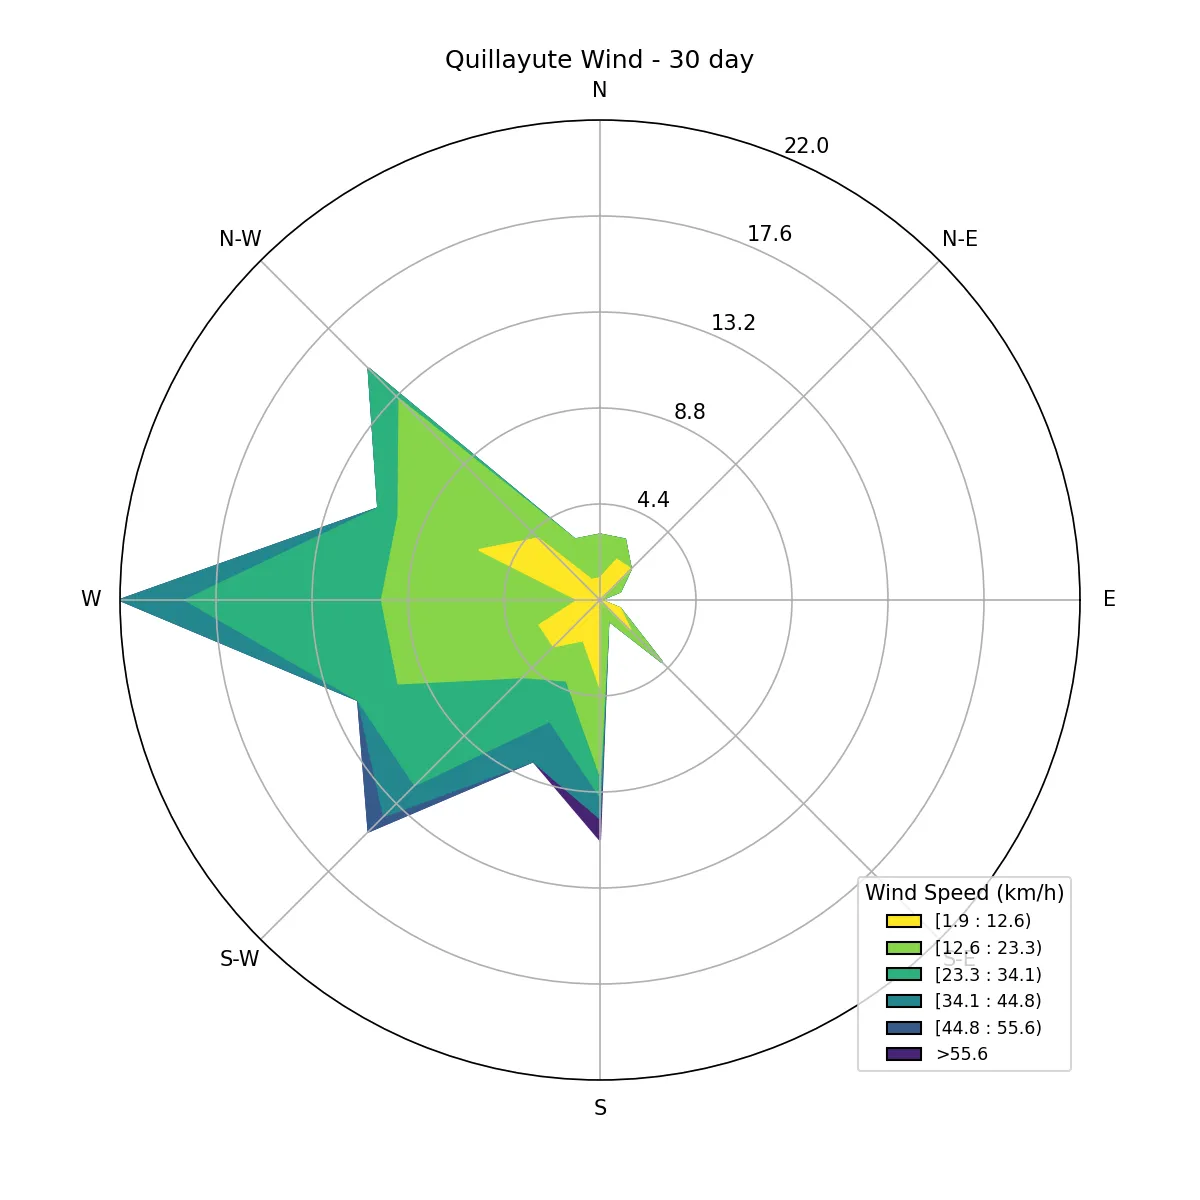 Quillayute Wind - 30 day
N
22.0
N-W
17.6
N-E
13.2
8.8
4.4
W
E
Wind Speed (km/h)
[1.9 : 12.6)
[12.6 : 23.3)
S-W
S-E
[23.3 : 34.1)
[34.1 : 44.8)
[44.8 : 55.6)
>55.6
S